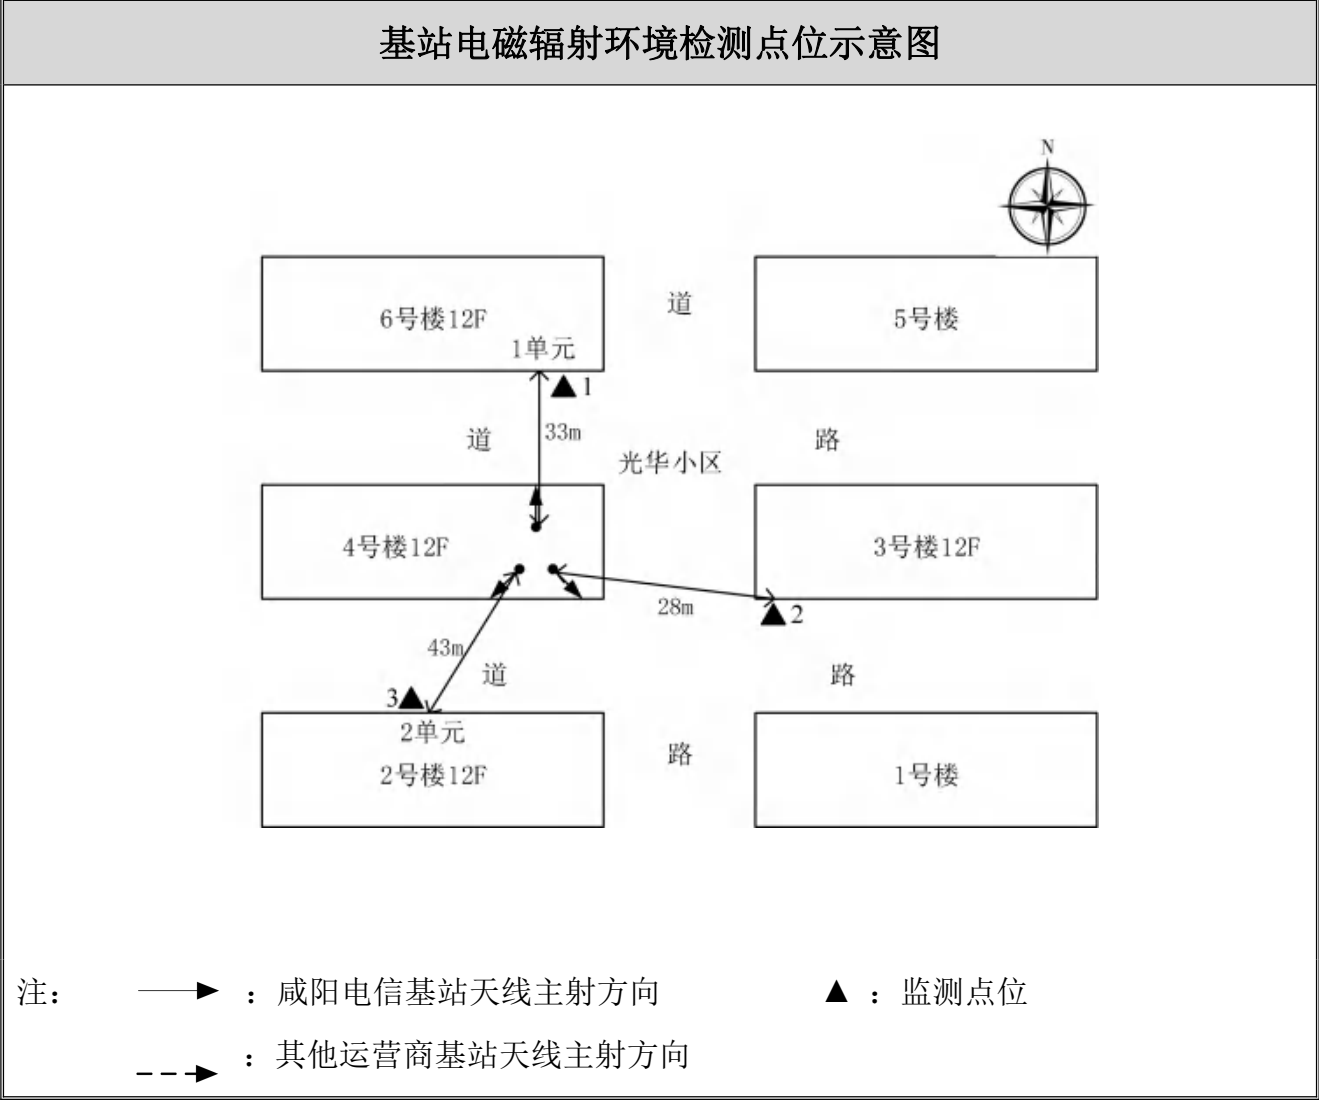 基站电磁辐射环境检测点位示意图
N
6号楼12F
1单元
道
5号楼
1
33m
道
路
光华小区
4号楼12F
3号楼12F
28m
2
43m
道
路
3
2单元
2号楼12F
路
1号楼
注：
：咸阳电信基站天线主射方向
▲：监测点位
：其他运营商基站天线主射方向